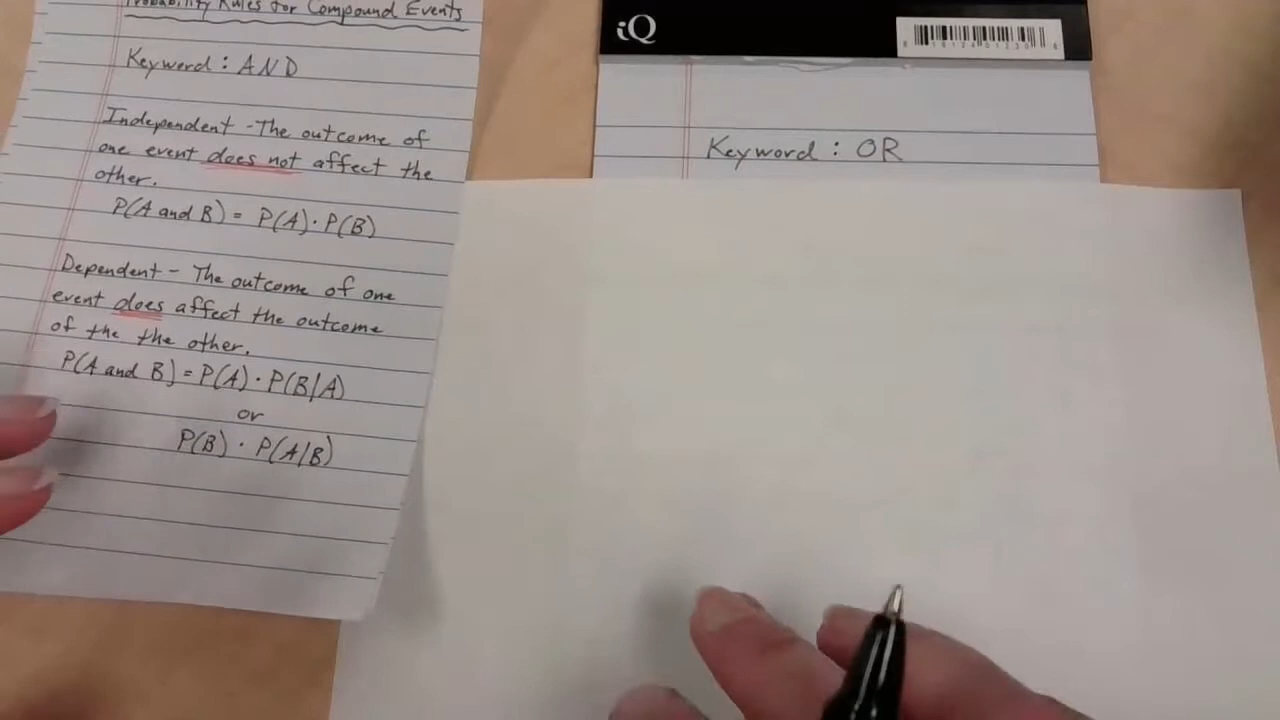 Probability Rules for Compound Events
Keyword : AND
Independent - The outcome of
one event does not affect the
other.
P(A and B) = P(A) · P(B)
Dependent - The outcome of one
event does affect the outcome
of the the other.
P(A and B) = P(A) · P(B|A)
or
P(B) · P(A|B)
iQ
Keyword : OR